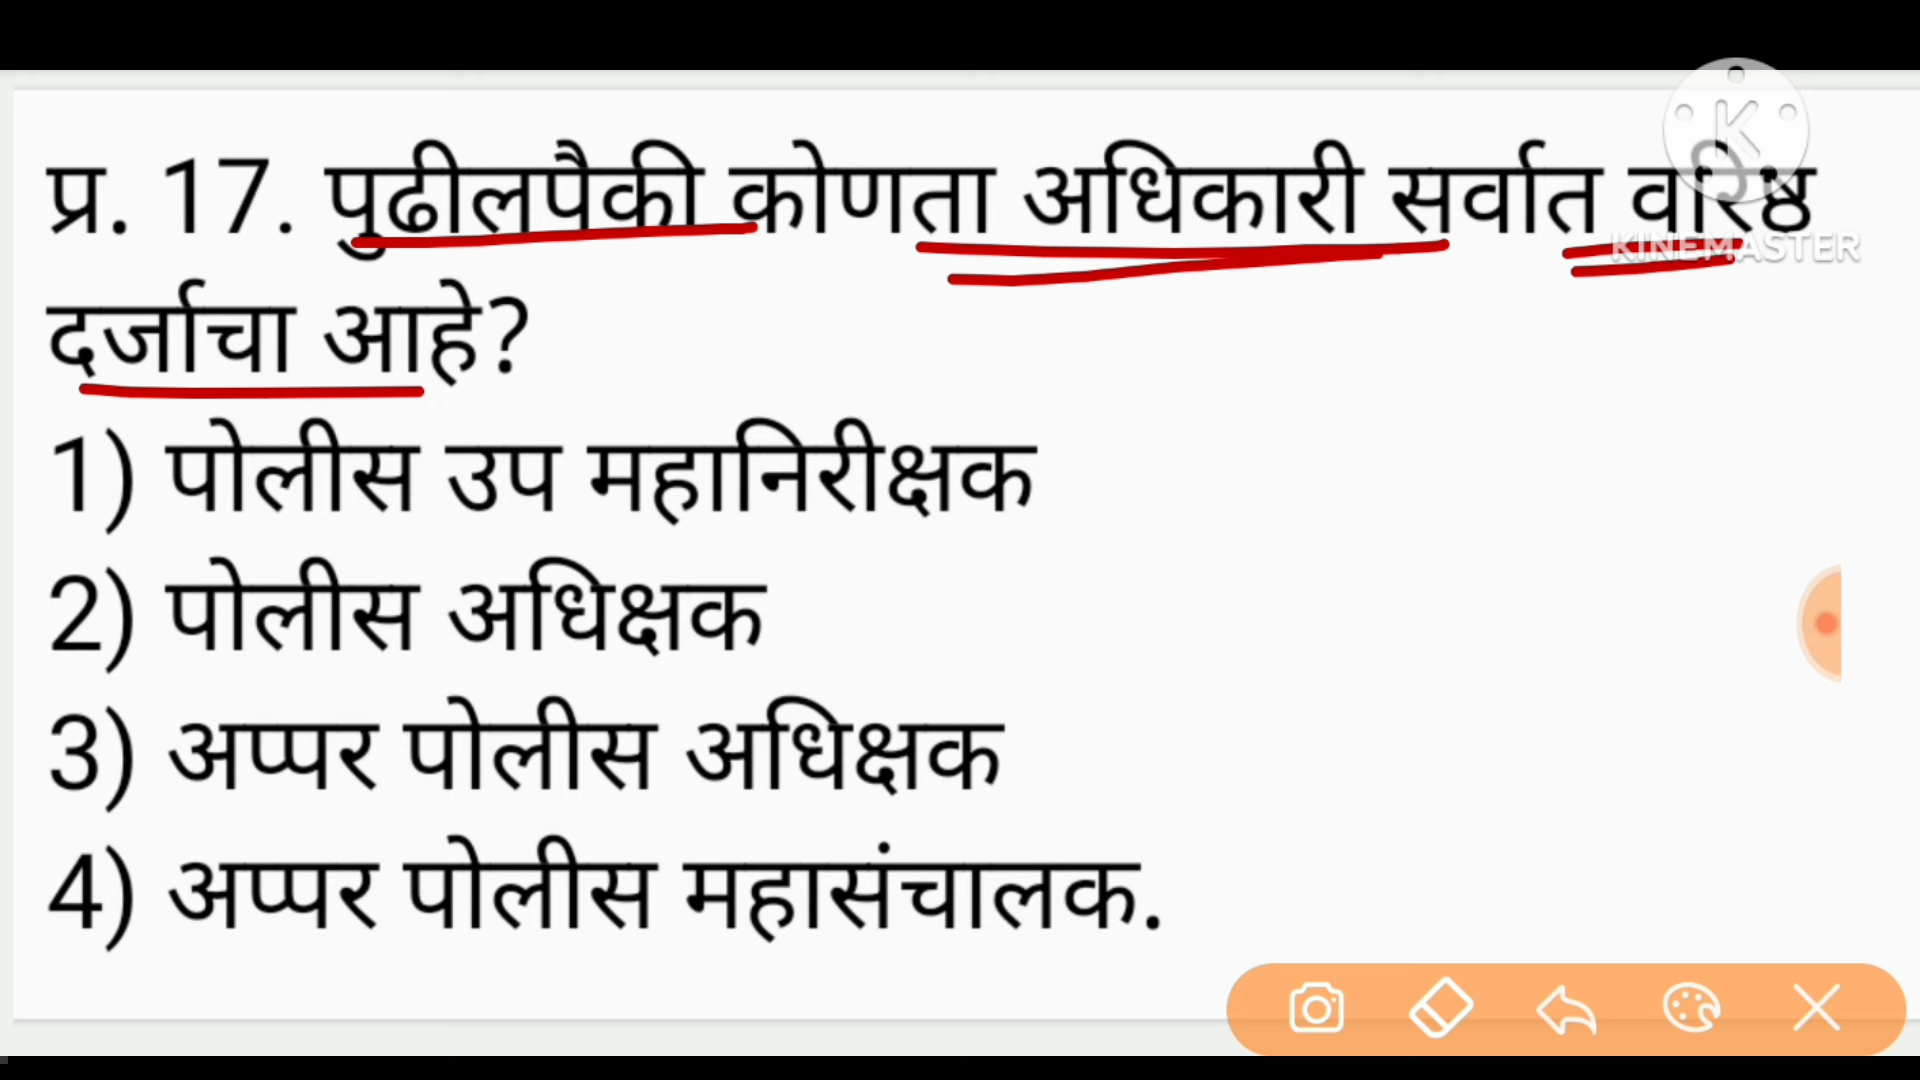 प्र. 17. पुढीलपैकी कोणता अधिकारी सर्वात वरिष्ठ
दर्जाचा आहे?
1) पोलीस उप महानिरीक्षक
2) पोलीस अधिक्षक
3) अप्पर पोलीस अधिक्षक
4) अप्पर पोलीस महासंचालक.
K
KINEMASTER